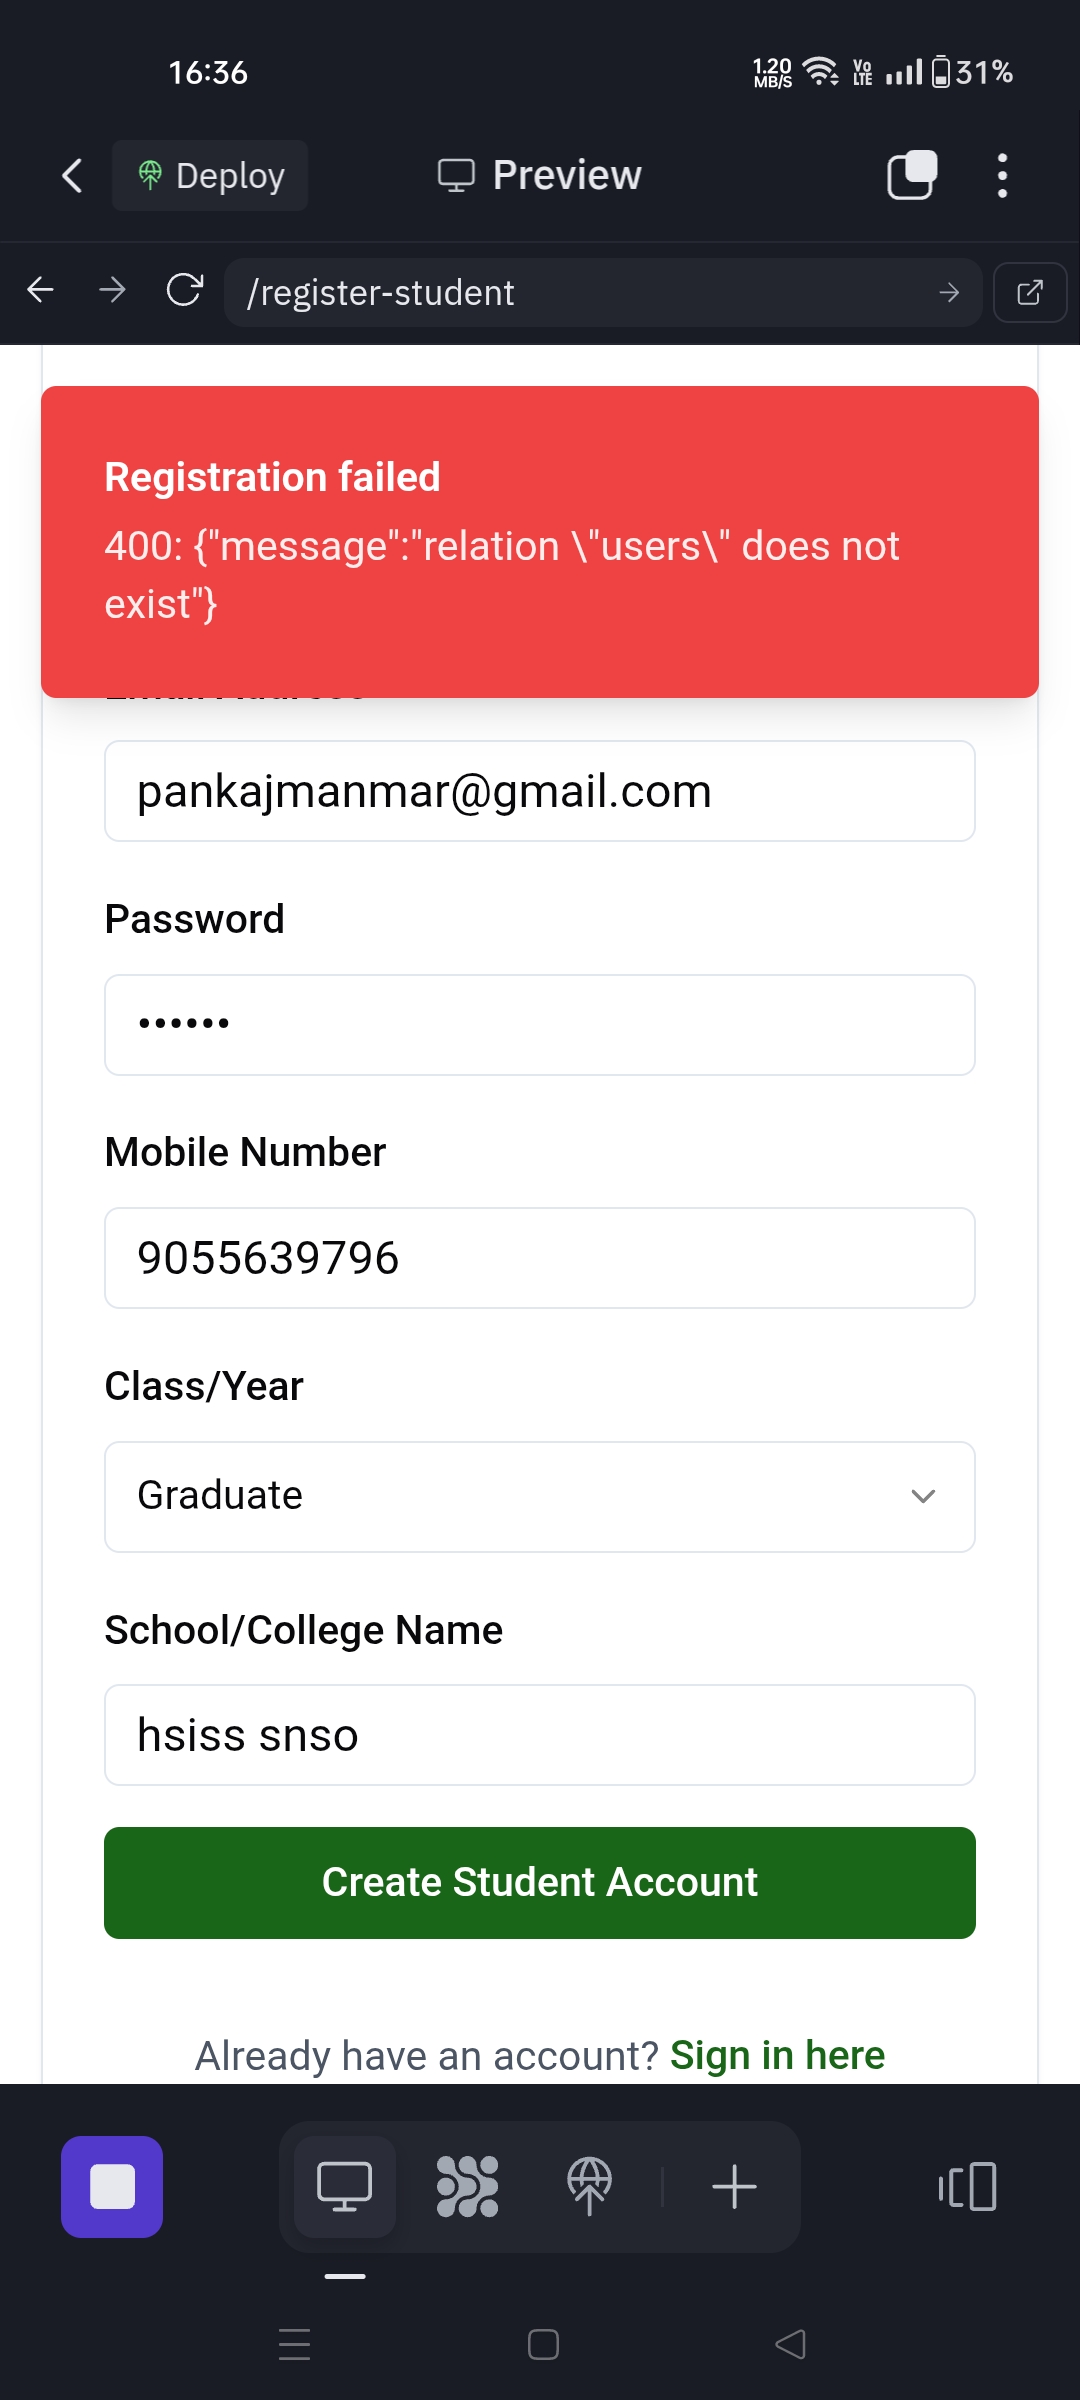 16:36
1.20 MB/S Vo LTE 31%
Deploy
Preview
/register-student
Registration failed
400: {"message":"relation \"users\" does not
exist"}
pankajmanmar@gmail.com
Password
••••••
Mobile Number
9055639796
Class/Year
Graduate
School/College Name
hsiss snso
Create Student Account
Already have an account? Sign in here